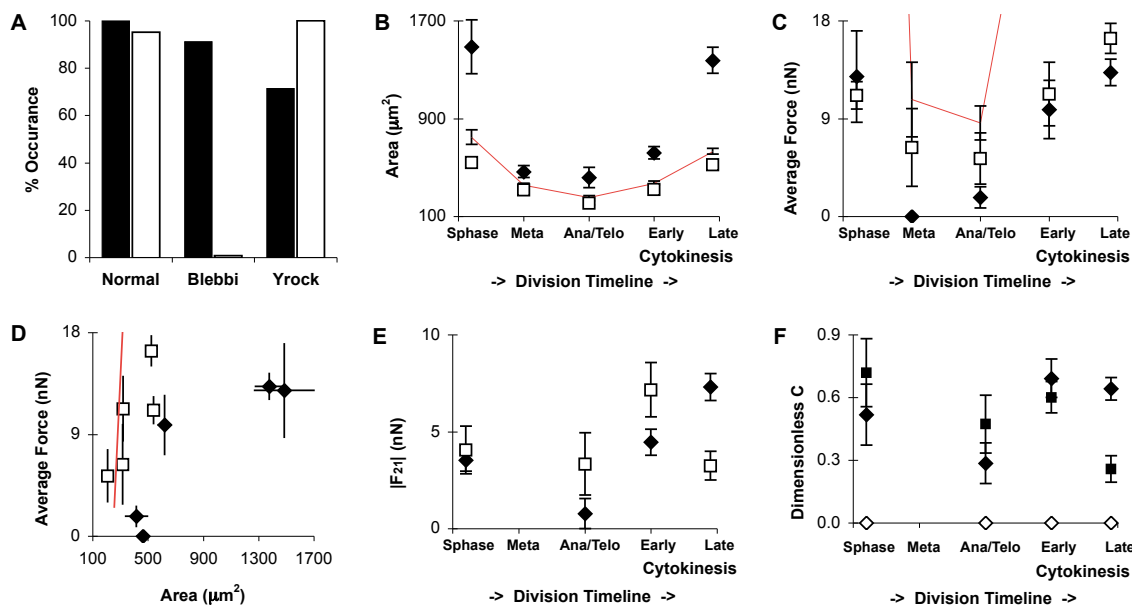 A
100
80
60
40
20
0
% Occurance
Normal
Blebbi
Yrock
B
1700
900
100
Area (μm²)
Sphase
Meta
Ana/Telo
Early
Late
Cytokinesis
-> Division Timeline ->
C
18
9
0
Average Force (nN)
Sphase
Meta
Ana/Telo
Early
Late
Cytokinesis
-> Division Timeline ->
D
18
9
0
Average Force (nN)
100
500
900
1300
1700
Area (μm²)
E
10
5
0
|F₂₁| (nN)
Sphase
Meta
Ana/Telo
Early
Late
Cytokinesis
-> Division Timeline ->
F
0.9
0.6
0.3
0.0
Dimensionless C
Sphase
Meta
Ana/Telo
Early
Late
Cytokinesis
-> Division Timeline ->